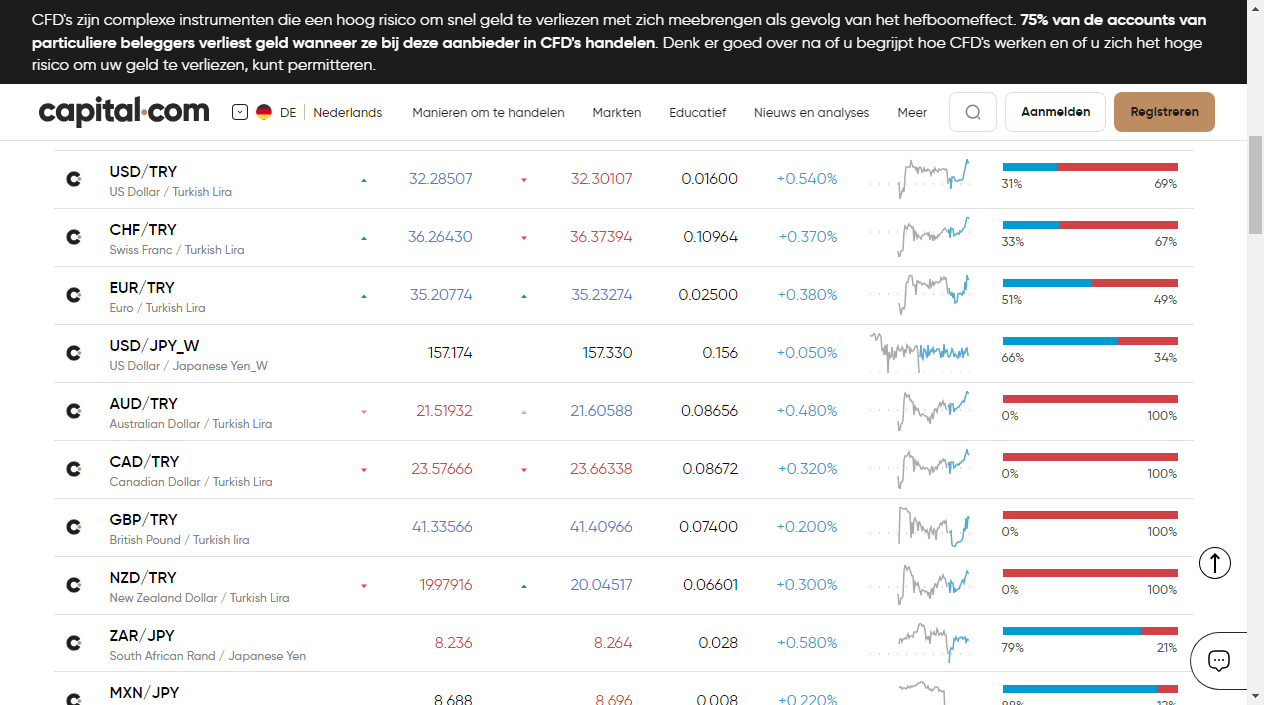 CFD's zijn complexe instrumenten die een hoog risico om snel geld te verliezen met zich meebrengen als gevolg van het hefboomeffect. 75% van de accounts van
particuliere beleggers verliest geld wanneer ze bij deze aanbieder in CFD's handelen. Denk er goed over na of u begrijpt hoe CFD's werken en of u zich het hoge
risico om uw geld te verliezen, kunt permitteren.
capital.com DE Nederlands Manieren om te handelen Markten Educatief Nieuws en analyses Meer Aanmelden Registreren
USD/TRY 32.28507 32.30107 0.01600 +0.540%
US Dollar / Turkish Lira 31% 69%
CHF/TRY 36.26430 36.37394 0.10964 +0.370%
Swiss Franc / Turkish Lira 33% 67%
EUR/TRY 35.20774 35.23274 0.02500 +0.380%
Euro / Turkish Lira 51% 49%
USD/JPY_W 157.174 157.330 0.156 +0.050%
US Dollar / Japanese Yen_W 66% 34%
AUD/TRY 21.51932 21.60588 0.08656 +0.480%
Australian Dollar / Turkish Lira 0% 100%
CAD/TRY 23.57666 23.66338 0.08672 +0.320%
Canadian Dollar / Turkish Lira 0% 100%
GBP/TRY 41.33566 41.40966 0.07400 +0.200%
British Pound / Turkish lira 0% 100%
NZD/TRY 19.97916 20.04517 0.06601 +0.300%
New Zealand Dollar / Turkish Lira 0% 100%
ZAR/JPY 8.236 8.264 0.028 +0.580%
South African Rand / Japanese Yen 79% 21%
MXN/JPY 8.688 8.696 0.008 +0.220%